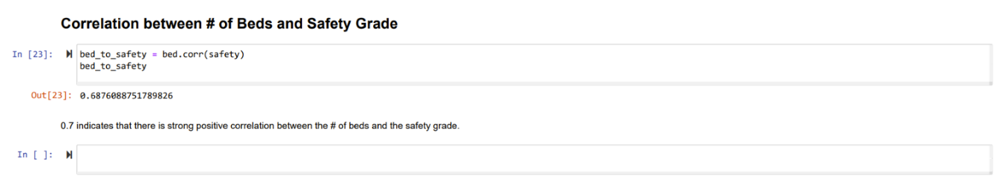 Correlation between # of Beds and Safety Grade
In [23]: bed_to_safety = bed.corr(safety)
bed_to_safety
Out[23]: 0.6876088751789826
0.7 indicates that there is strong positive correlation between the # of beds and the safety grade.
In [ ]: